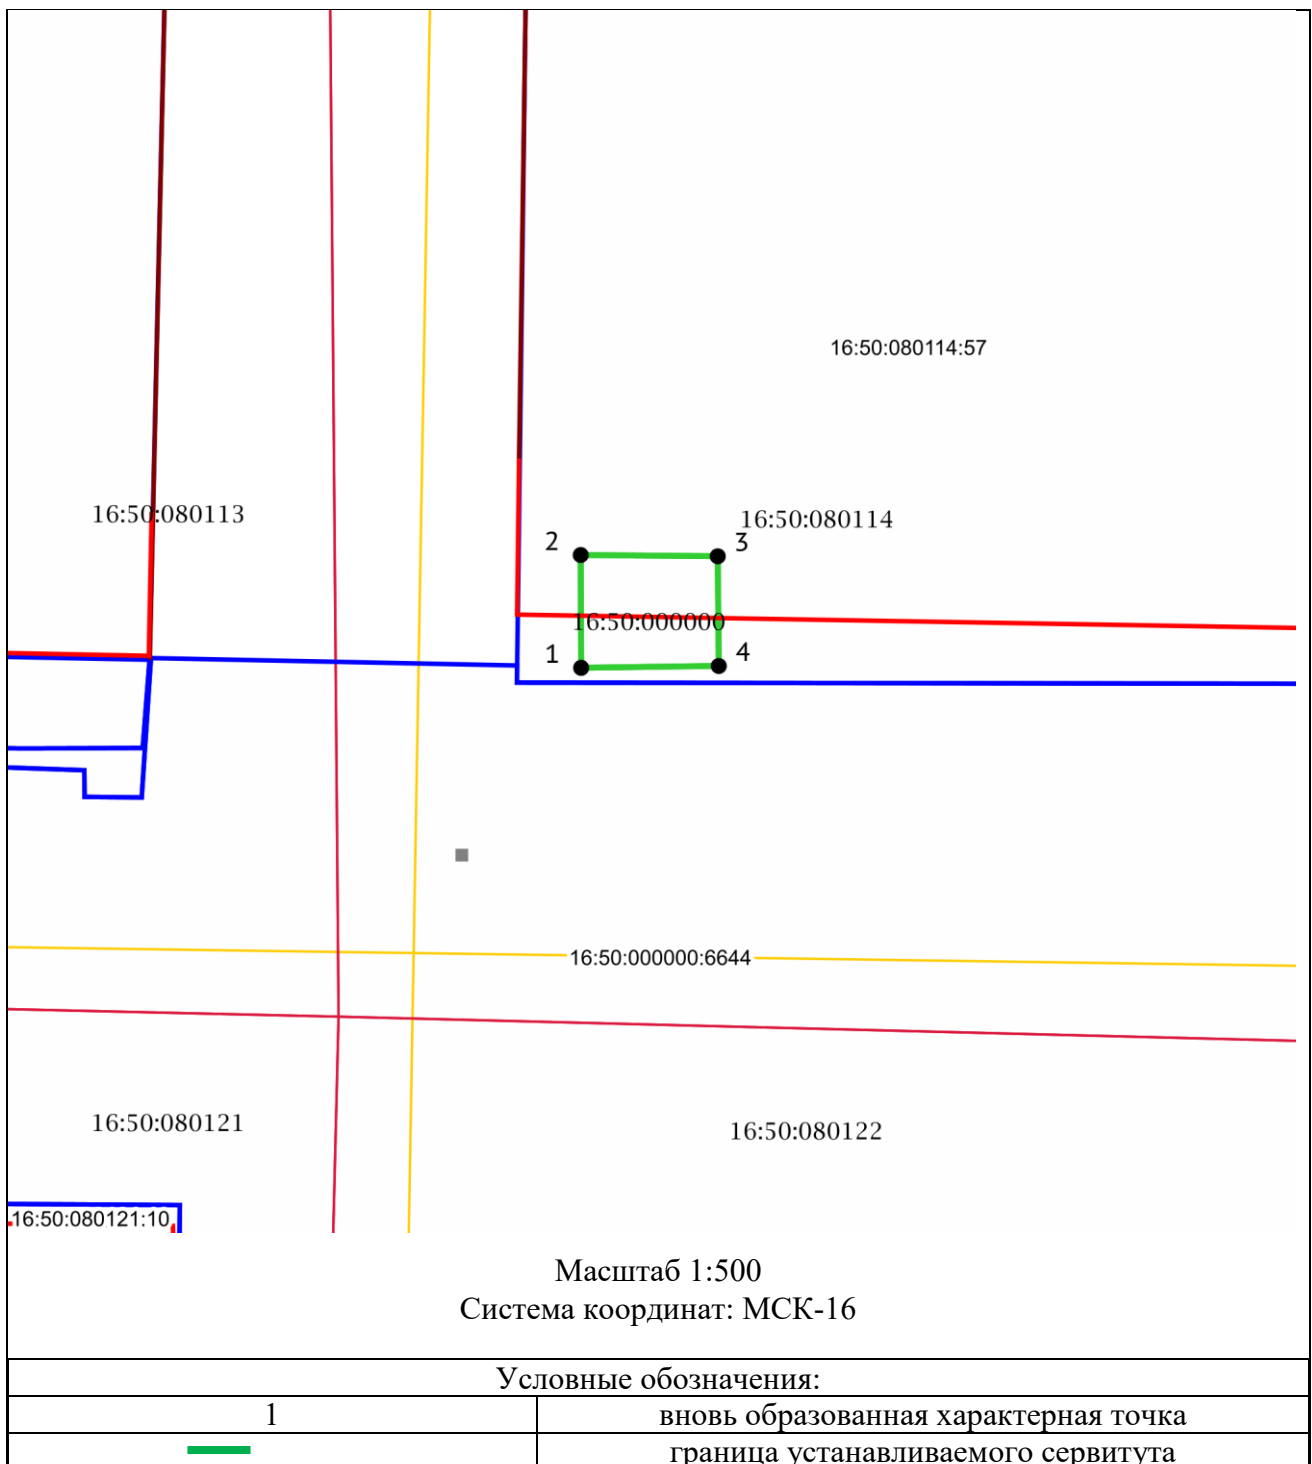 16:50:080114:57
16:50:080113
16:50:080114
2
3
16:50:000000
1
4
16:50:000000:6644
16:50:080121
16:50:080122
16:50:080121:10
Масштаб 1:500
Система координат: МСК-16
Условные обозначения:
1
вновь образованная характерная точка
граница устанавливаемого сервитута